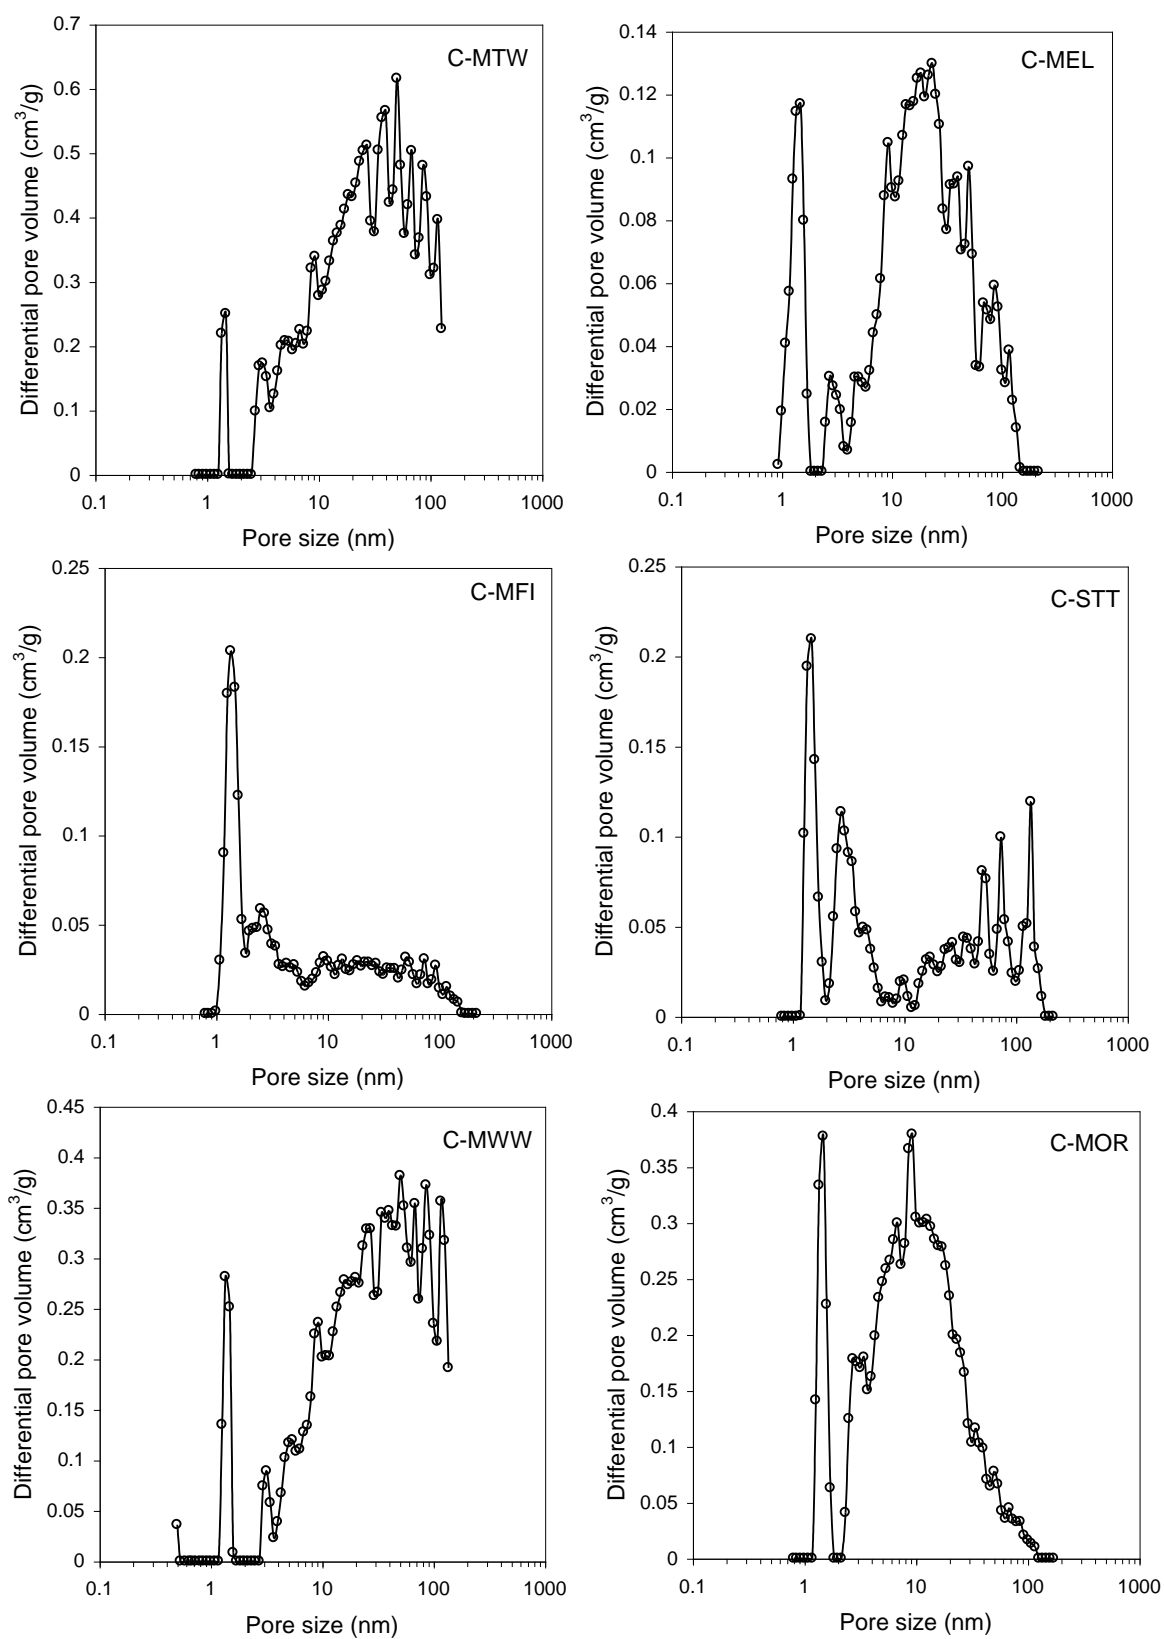 C-MTW
Differential pore volume (cm³/g)
0.7
0.6
0.5
0.4
0.3
0.2
0.1
0
0.1 1 10 100 1000
Pore size (nm)
C-MEL
Differential pore volume (cm³/g)
0.14
0.12
0.1
0.08
0.06
0.04
0.02
0
0.1 1 10 100 1000
Pore size (nm)
C-MFI
Differential pore volume (cm³/g)
0.25
0.2
0.15
0.1
0.05
0
0.1 1 10 100 1000
Pore size (nm)
C-STT
Differential pore volume (cm³/g)
0.25
0.2
0.15
0.1
0.05
0
0.1 1 10 100 1000
Pore size (nm)
C-MWW
Differential pore volume (cm³/g)
0.45
0.4
0.35
0.3
0.25
0.2
0.15
0.1
0.05
0
0.1 1 10 100 1000
Pore size (nm)
C-MOR
Differential pore volume (cm³/g)
0.4
0.35
0.3
0.25
0.2
0.15
0.1
0.05
0
0.1 1 10 100 1000
Pore size (nm)